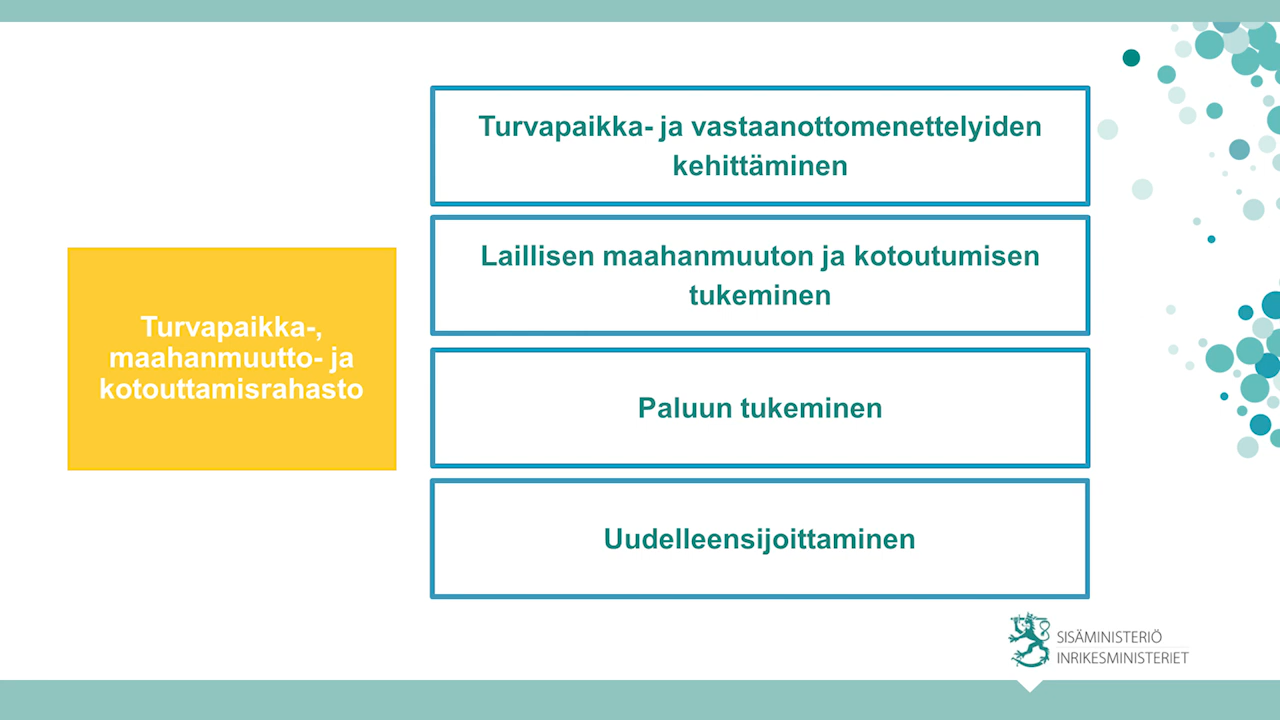 Turvapaikka-,
maahanmuutto- ja
kotouttamisrahasto
Turvapaikka- ja vastaanottomenettelyiden
kehittäminen
Laillisen maahanmuuton ja kotoutumisen
tukeminen
Paluun tukeminen
Uudelleensijoittaminen
SISÄMINISTERIÖ
INRIKESMINISTERIET